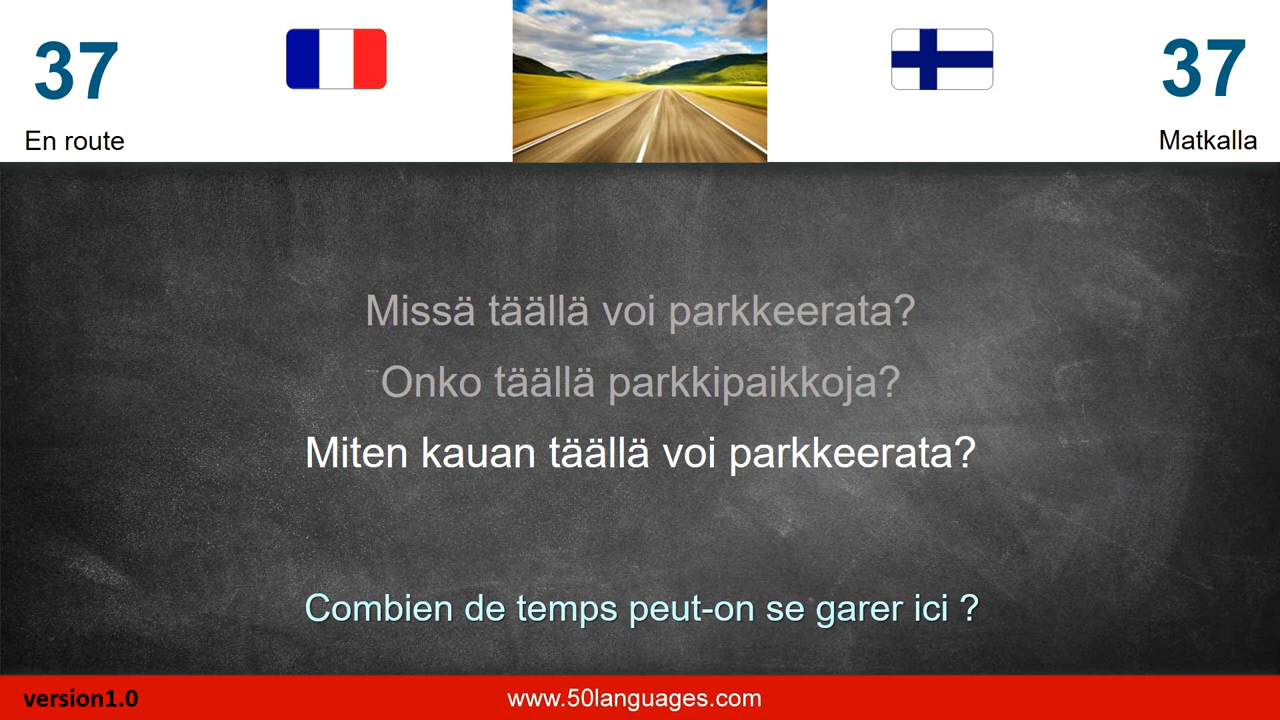 37
37
En route
Matkalla
Missä täällä voi parkkeerata?
Onko täällä parkkipaikkoja?
Miten kauan täällä voi parkkeerata?
Combien de temps peut-on se garer ici ?
version1.0
www.50languages.com